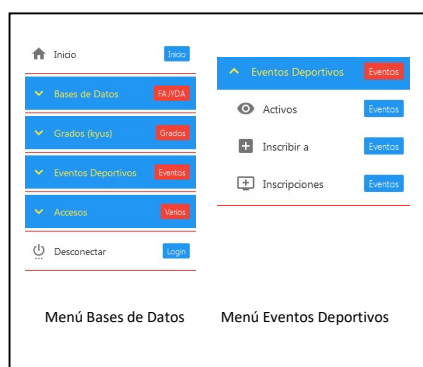 Inicio Inicio
Bases de Datos FAJYDA
Grados (kyus) Grados
Eventos Deportivos Eventos
Accesos Varios
Desconectar Login
Menú Bases de Datos
Eventos Deportivos Eventos
Activos Eventos
Inscribir a Eventos
Inscripciones Eventos
Menú Eventos Deportivos